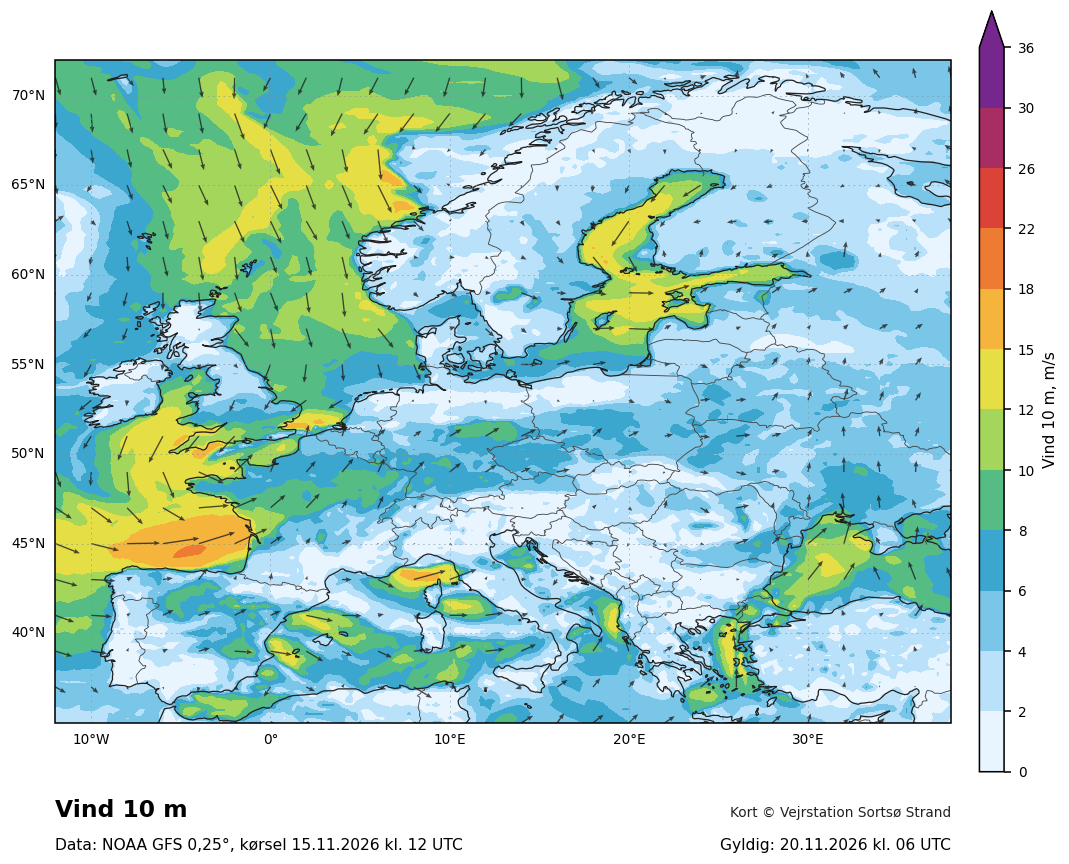 36
30
26
22
18
15
12
10
8
6
4
2
0
Vind 10 m, m/s
70°N
65°N
60°N
55°N
50°N
45°N
40°N
10°W
0°
10°E
20°E
30°E
Vind 10 m
Kort © Vejrstation Sortsø Strand
Data: NOAA GFS 0,25°, kørsel 15.11.2026 kl. 12 UTC
Gyldig: 20.11.2026 kl. 06 UTC